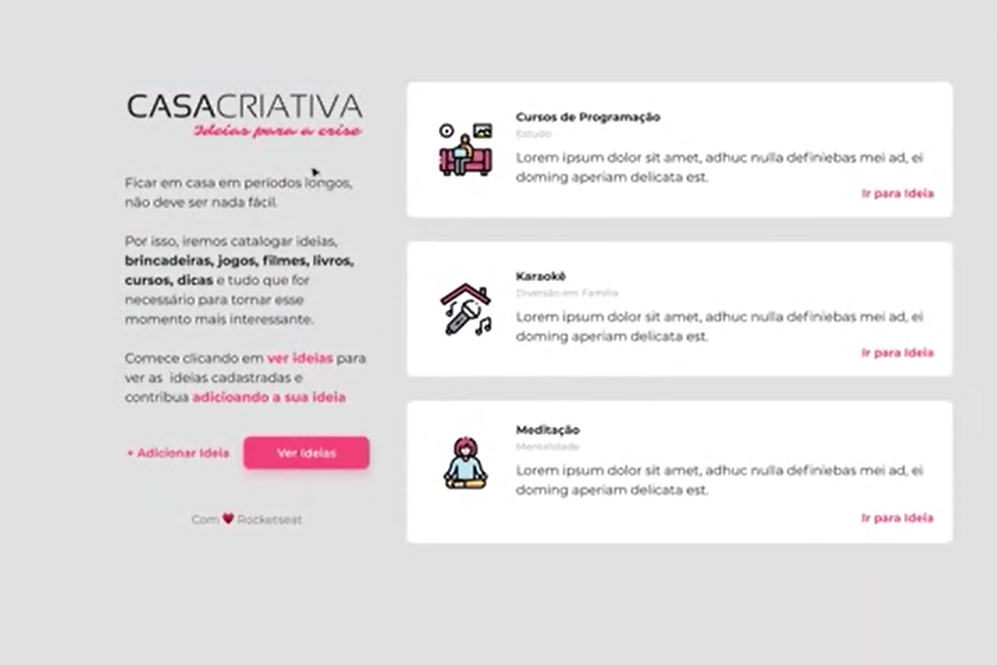 CASACRIATIVA
Ideias para a crise
Ficar em casa em períodos longos,
não deve ser nada fácil.
Por isso, iremos catalogar ideias,
brincadeiras, jogos, filmes, livros,
cursos, dicas e tudo que for
necessário para tornar esse
momento mais interessante.
Comece clicando em ver ideias para
ver as ideias cadastradas e
contribua adicioando a sua ideia
+ Adicionar Ideia
Ver Ideias
Com ❤ Rocketseat
Cursos de Programação
Estudo
Lorem ipsum dolor sit amet, adhuc nulla definiebas mei ad, ei
doming aperiam delicata est.
Ir para Ideia
Karaokê
Diversão em Família
Lorem ipsum dolor sit amet, adhuc nulla definiebas mei ad, ei
doming aperiam delicata est.
Ir para Ideia
Meditação
Mentalidade
Lorem ipsum dolor sit amet, adhuc nulla definiebas mei ad, ei
doming aperiam delicata est.
Ir para Ideia